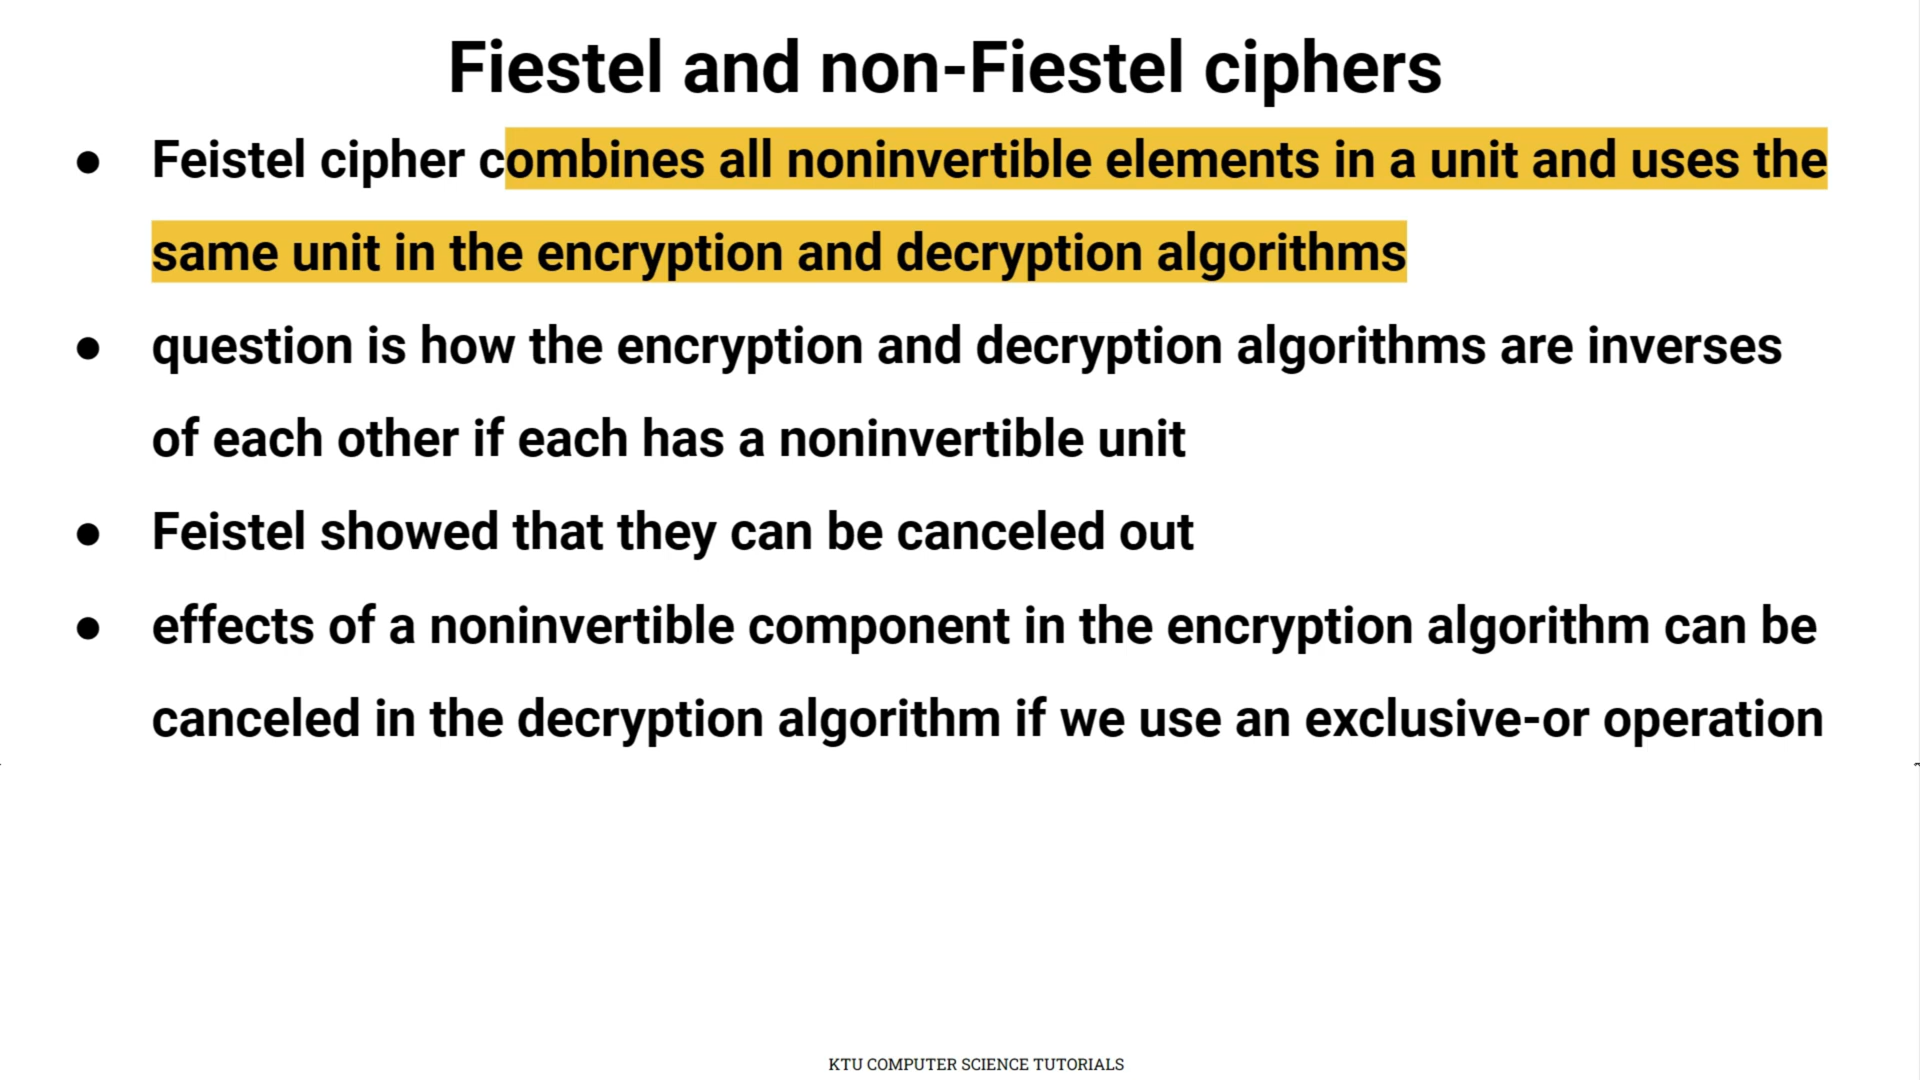 Fiestel and non-Fiestel ciphers
● Feistel cipher combines all noninvertible elements in a unit and uses the
same unit in the encryption and decryption algorithms
● question is how the encryption and decryption algorithms are inverses
of each other if each has a noninvertible unit
● Feistel showed that they can be canceled out
● effects of a noninvertible component in the encryption algorithm can be
canceled in the decryption algorithm if we use an exclusive-or operation
KTU COMPUTER SCIENCE TUTORIALS